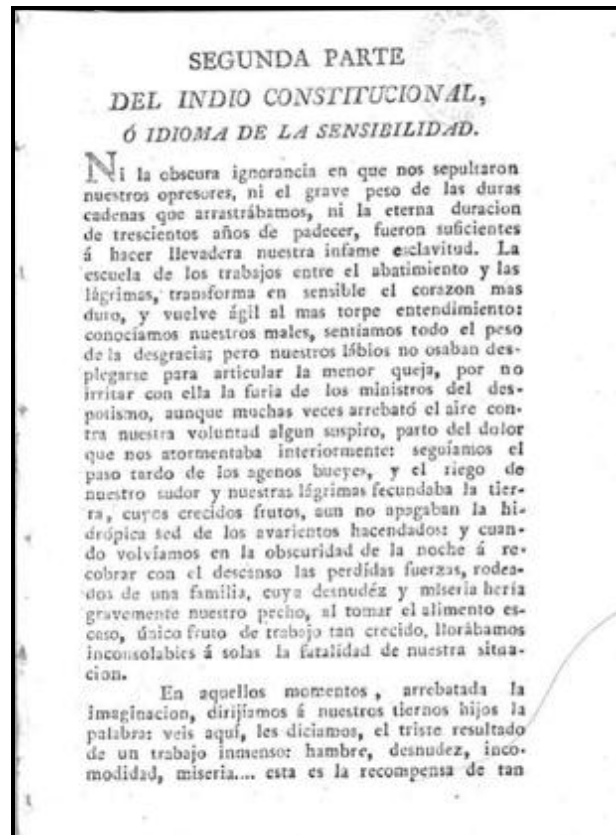 SEGUNDA PARTE
DEL INDIO CONSTITUCIONAL,
Ó IDIOMA DE LA SENSIBILIDAD.
Ni la obscura ignorancia en que nos sepultaron
nuestros opresores, ni el grave peso de las duras
cadenas que arrastrábamos, ni la eterna duracion
de trescientos años de padecer, fueron suficientes
á hacer llevadera nuestra infame esclavitud. La
escuela de los trabajos entre el abatimiento y las
lágrimas, transforma en sensible el corazon mas
duro, y vuelve ágil al mas torpe entendimiento:
conocíamos nuestros males, sentíamos todo el peso
de la desgracia; pero nuestros lábios no osaban des-
plegarse para articular la menor queja, por no
irritar con ella la furia de los ministros del des-
potismo, aunque muchas veces arrebató el aire con-
tra nuestra voluntad algun suspiro, parto del dolor
que nos atormentaba interiormente: seguíamos el
paso tardo de los agenos bueyes, y el riego de
nuestro sudor y nuestras lágrimas fecundaba la tier-
ra, cuyos crecidos frutos, aun no apagaban la hi-
drópica sed de los avarientos hacendados: y cuan-
do volvíamos en la obscuridad de la noche á re-
cobrar con el descanso las perdídas fuerzas, rodea-
dos de una familia, cuya desnudéz y miseria hería
gravemente nuestro pecho, al tomar el alimento es-
caso, único fruto de trabajo tan crecido, llorábamos
inconsolables á solas la fatalidad de nuestra situa-
cion.
En aquellos momentos, arrebatada la
imaginacion, dirijíamos á nuestros tiernos hijos la
palabra: veis aquí, les diciamos, el triste resultado
de un trabajo inmenso: hambre, desnudez, inco-
modidad, miseria.... esta es la recompensa de tan